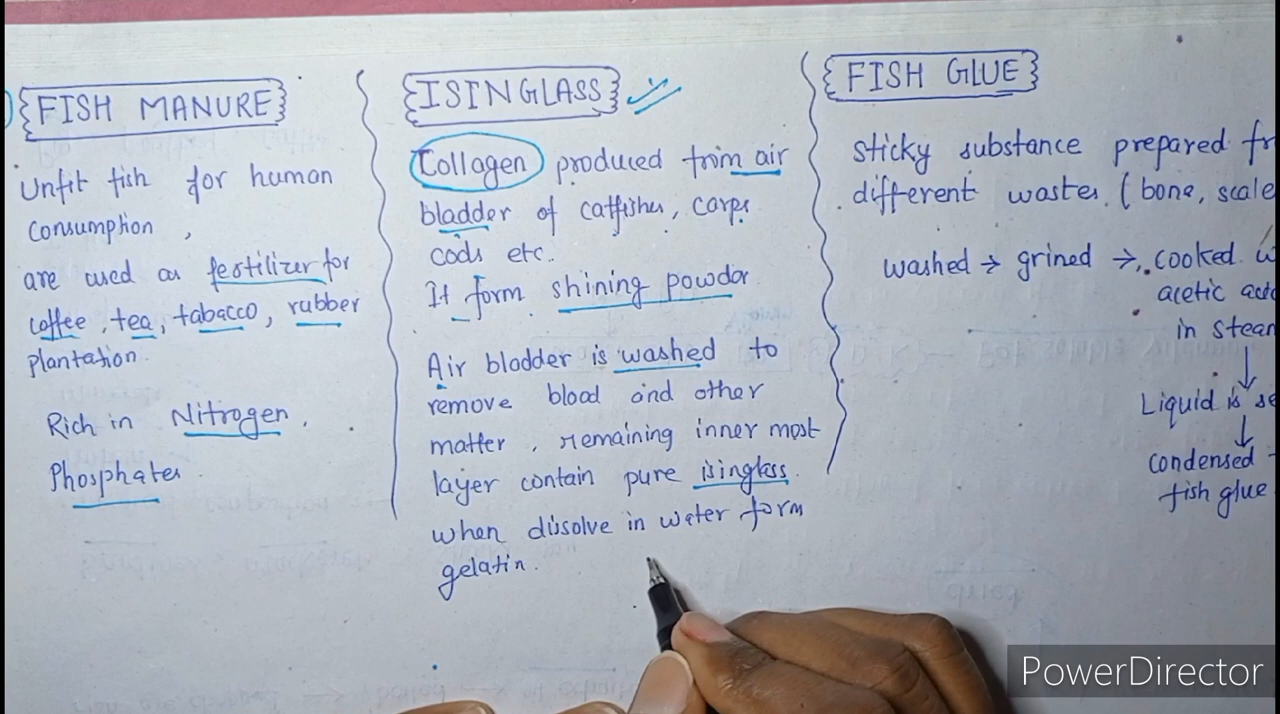 FISH MANURE
Unfit fish for human
consumption,
are used as fertilizer for
coffee, tea, tabacco, rubber
plantation.
Rich in Nitrogen,
Phosphates
ISINGLASS
Collagen produced from air
bladder of catfishes, carps
cods etc.
It form shining powdor
Air bladder is washed to
remove blood and other
matter, remaining inner most
layer contain pure isinglass.
when dissolve in water form
gelatin.
FISH GLUE
sticky substance prepared
different wastes (bone, scale
washed → grined → cooked
acetic
in
Liquid is
condensed
fish glue
PowerDirector